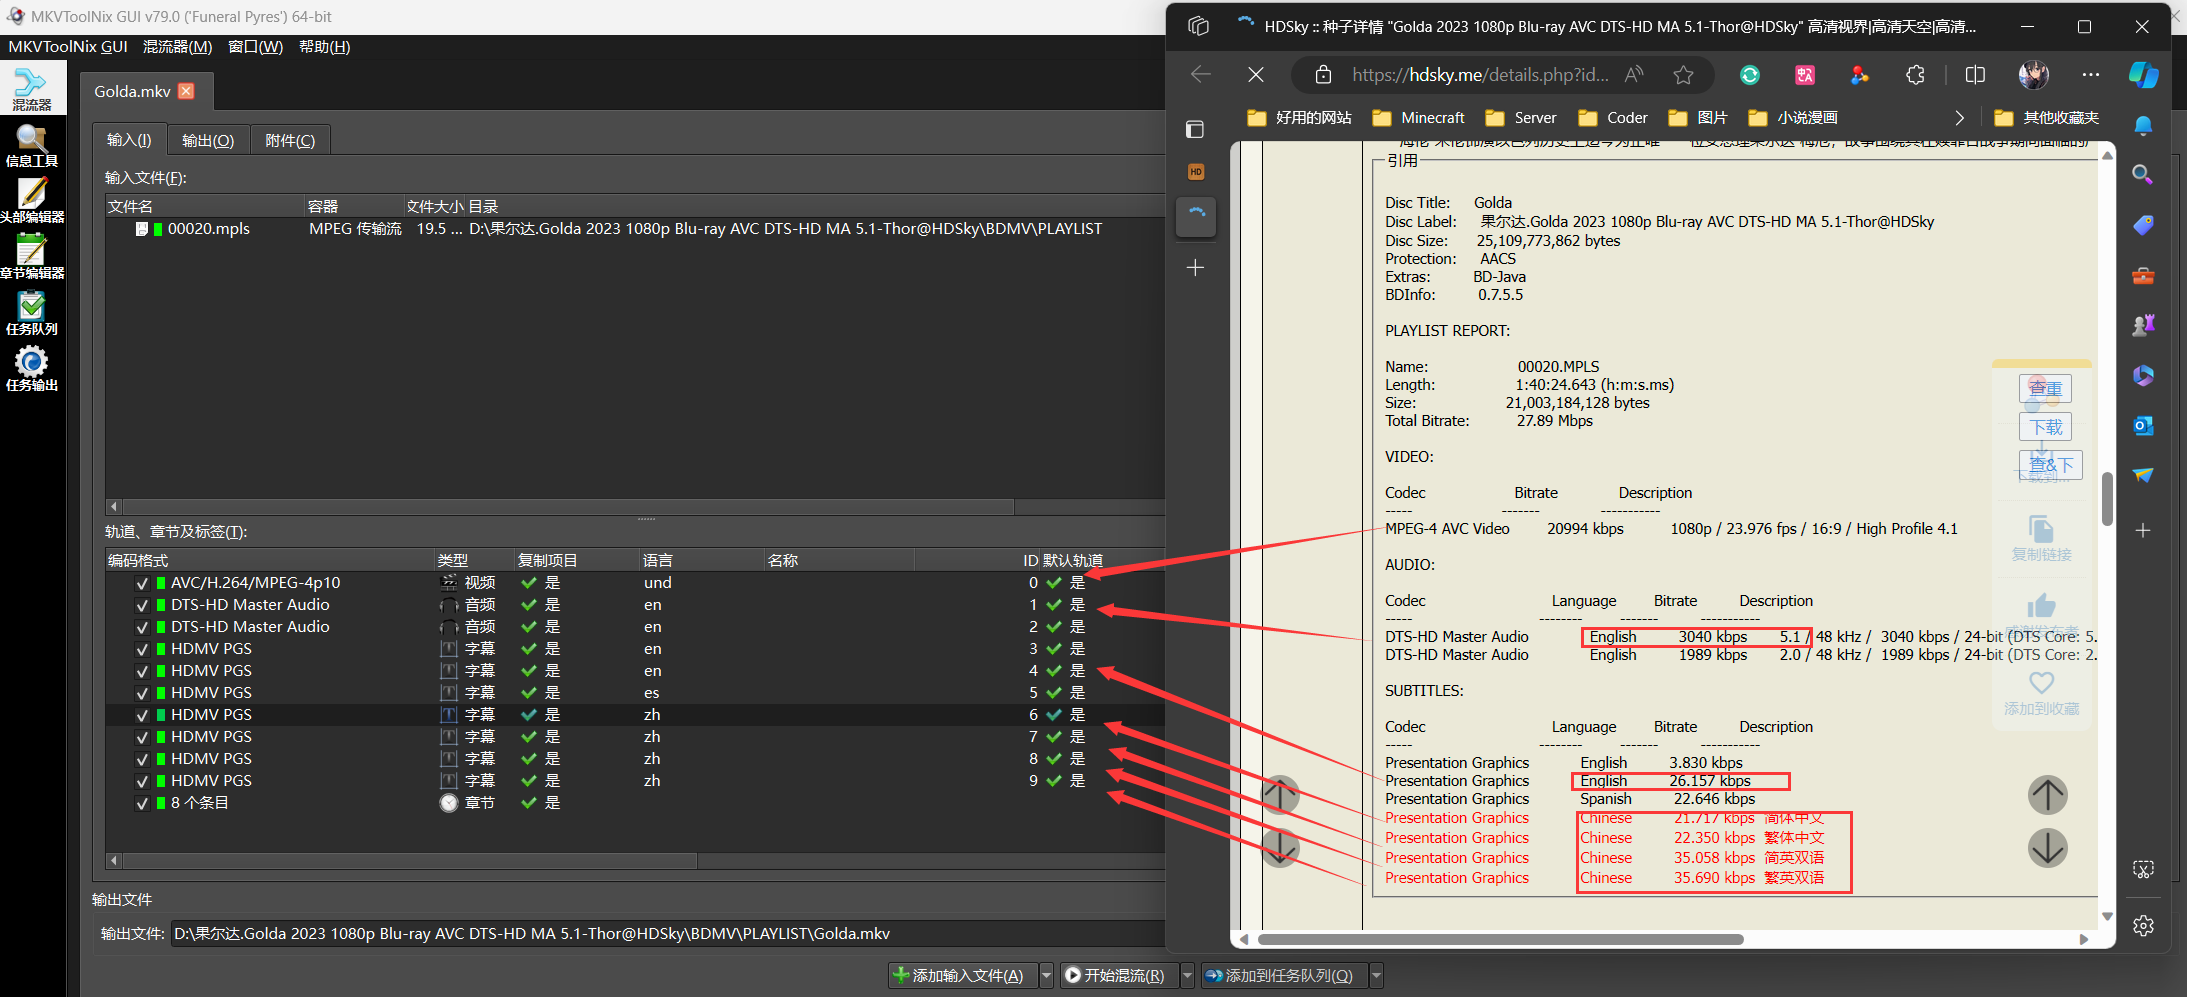 MKVToolNix GUI v79.0 ('Funeral Pyres') 64-bit
MKVToolNix GUI 混流器(M) 窗口(W) 帮助(H)
混流器
信息工具
头部编辑器
章节编辑器
任务队列
任务输出
Golda.mkv
输入(I) 输出(O) 附件(C)
输入文件(F):
文件名 容器 文件大小 目录
00020.mpls MPEG 传输流 19.5 ... D:\果尔达.Golda 2023 1080p Blu-ray AVC DTS-HD MA 5.1-Thor@HDSky\BDMV\PLAYLIST
轨道、章节及标签(T):
编码格式 类型 复制项目 语言 名称 ID 默认轨道
AVC/H.264/MPEG-4p10 视频 是 und 0 是
DTS-HD Master Audio 音频 是 en 1 是
DTS-HD Master Audio 音频 是 en 2 是
HDMV PGS 字幕 是 en 3 是
HDMV PGS 字幕 是 en 4 是
HDMV PGS 字幕 是 es 5 是
HDMV PGS 字幕 是 zh 6 是
HDMV PGS 字幕 是 zh 7 是
HDMV PGS 字幕 是 zh 8 是
HDMV PGS 字幕 是 zh 9 是
8 个条目 章节 是
输出文件
输出文件: D:\果尔达.Golda 2023 1080p Blu-ray AVC DTS-HD MA 5.1-Thor@HDSky\BDMV\PLAYLIST\Golda.mkv
添加输入文件(A) 开始混流(R) 添加到任务队列(Q)
HDSky :: 种子详情 "Golda 2023 1080p Blu-ray AVC DTS-HD MA 5.1-Thor@HDSky" 高清视界|高清天空|高清...
https://hdsky.me/details.php?id...
好用的网站 Minecraft Server Coder 图片 小说漫画 其他收藏夹
HD
引用
Disc Title: Golda
Disc Label: 果尔达.Golda 2023 1080p Blu-ray AVC DTS-HD MA 5.1-Thor@HDSky
Disc Size: 25,109,773,862 bytes
Protection: AACS
Extras: BD-Java
BDInfo: 0.7.5.5
PLAYLIST REPORT:
Name: 00020.MPLS
Length: 1:40:24.643 (h:m:s.ms)
Size: 21,003,184,128 bytes
Total Bitrate: 27.89 Mbps
VIDEO:
Codec Bitrate Description
----- ------- -----------
MPEG-4 AVC Video 20994 kbps 1080p / 23.976 fps / 16:9 / High Profile 4.1
AUDIO:
Codec Language Bitrate Description
----- -------- ------- -----------
DTS-HD Master Audio English 3040 kbps 5.1 / 48 kHz / 3040 kbps / 24-bit (DTS Core: 5.
DTS-HD Master Audio English 1989 kbps 2.0 / 48 kHz / 1989 kbps / 24-bit (DTS Core: 2.
SUBTITLES:
Codec Language Bitrate Description
----- -------- ------- -----------
Presentation Graphics English 3.830 kbps
Presentation Graphics English 26.157 kbps
Presentation Graphics Spanish 22.646 kbps
Presentation Graphics Chinese 21.717 kbps 简体中文
Presentation Graphics Chinese 22.350 kbps 繁体中文
Presentation Graphics Chinese 35.058 kbps 简英双语
Presentation Graphics Chinese 35.690 kbps 繁英双语
查重
下载
查&下
下载到...
复制链接
感谢发布者
添加到收藏